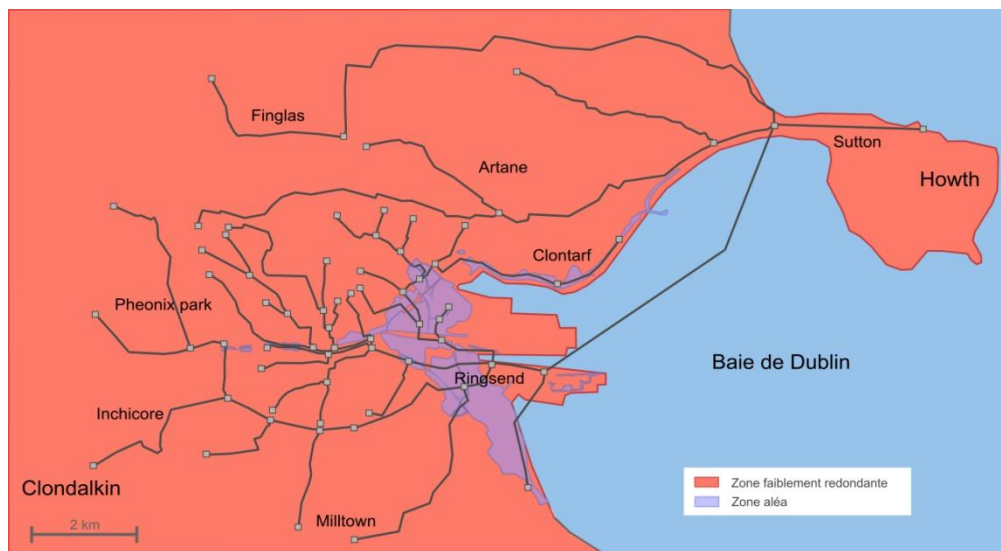 Finglas
Artane
Sutton
Howth
Clontarf
Pheonix park
Baie de Dublin
Ringsend
Inchicore
Clondalkin
Milltown
2 km
Zone faiblement redondante
Zone aléa